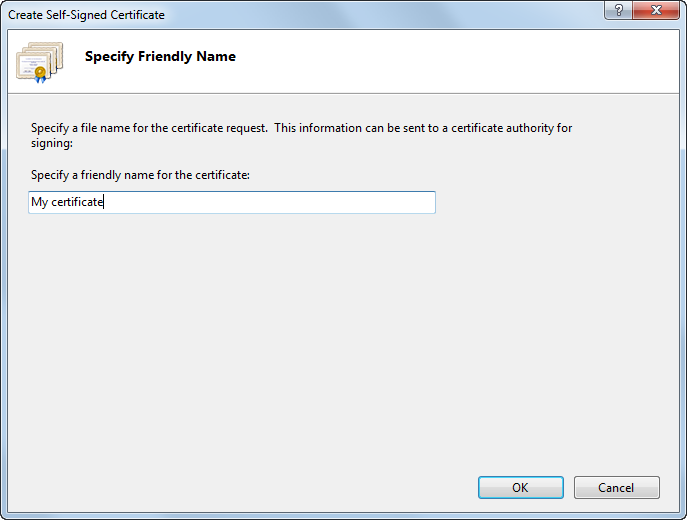 Create Self-Signed Certificate
?
Specify Friendly Name
Specify a file name for the certificate request.  This information can be sent to a certificate authority for
signing:
Specify a friendly name for the certificate:
My certificate
OK
Cancel